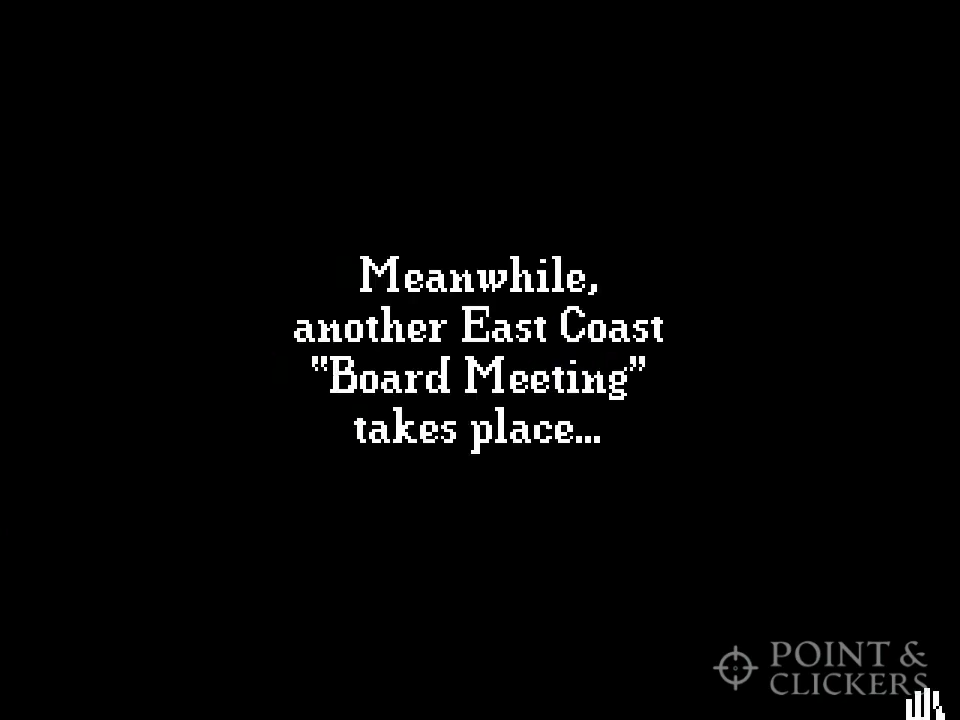 Meanwhile,
another East Coast
"Board Meeting"
takes place...
POINT &
CLICKERS